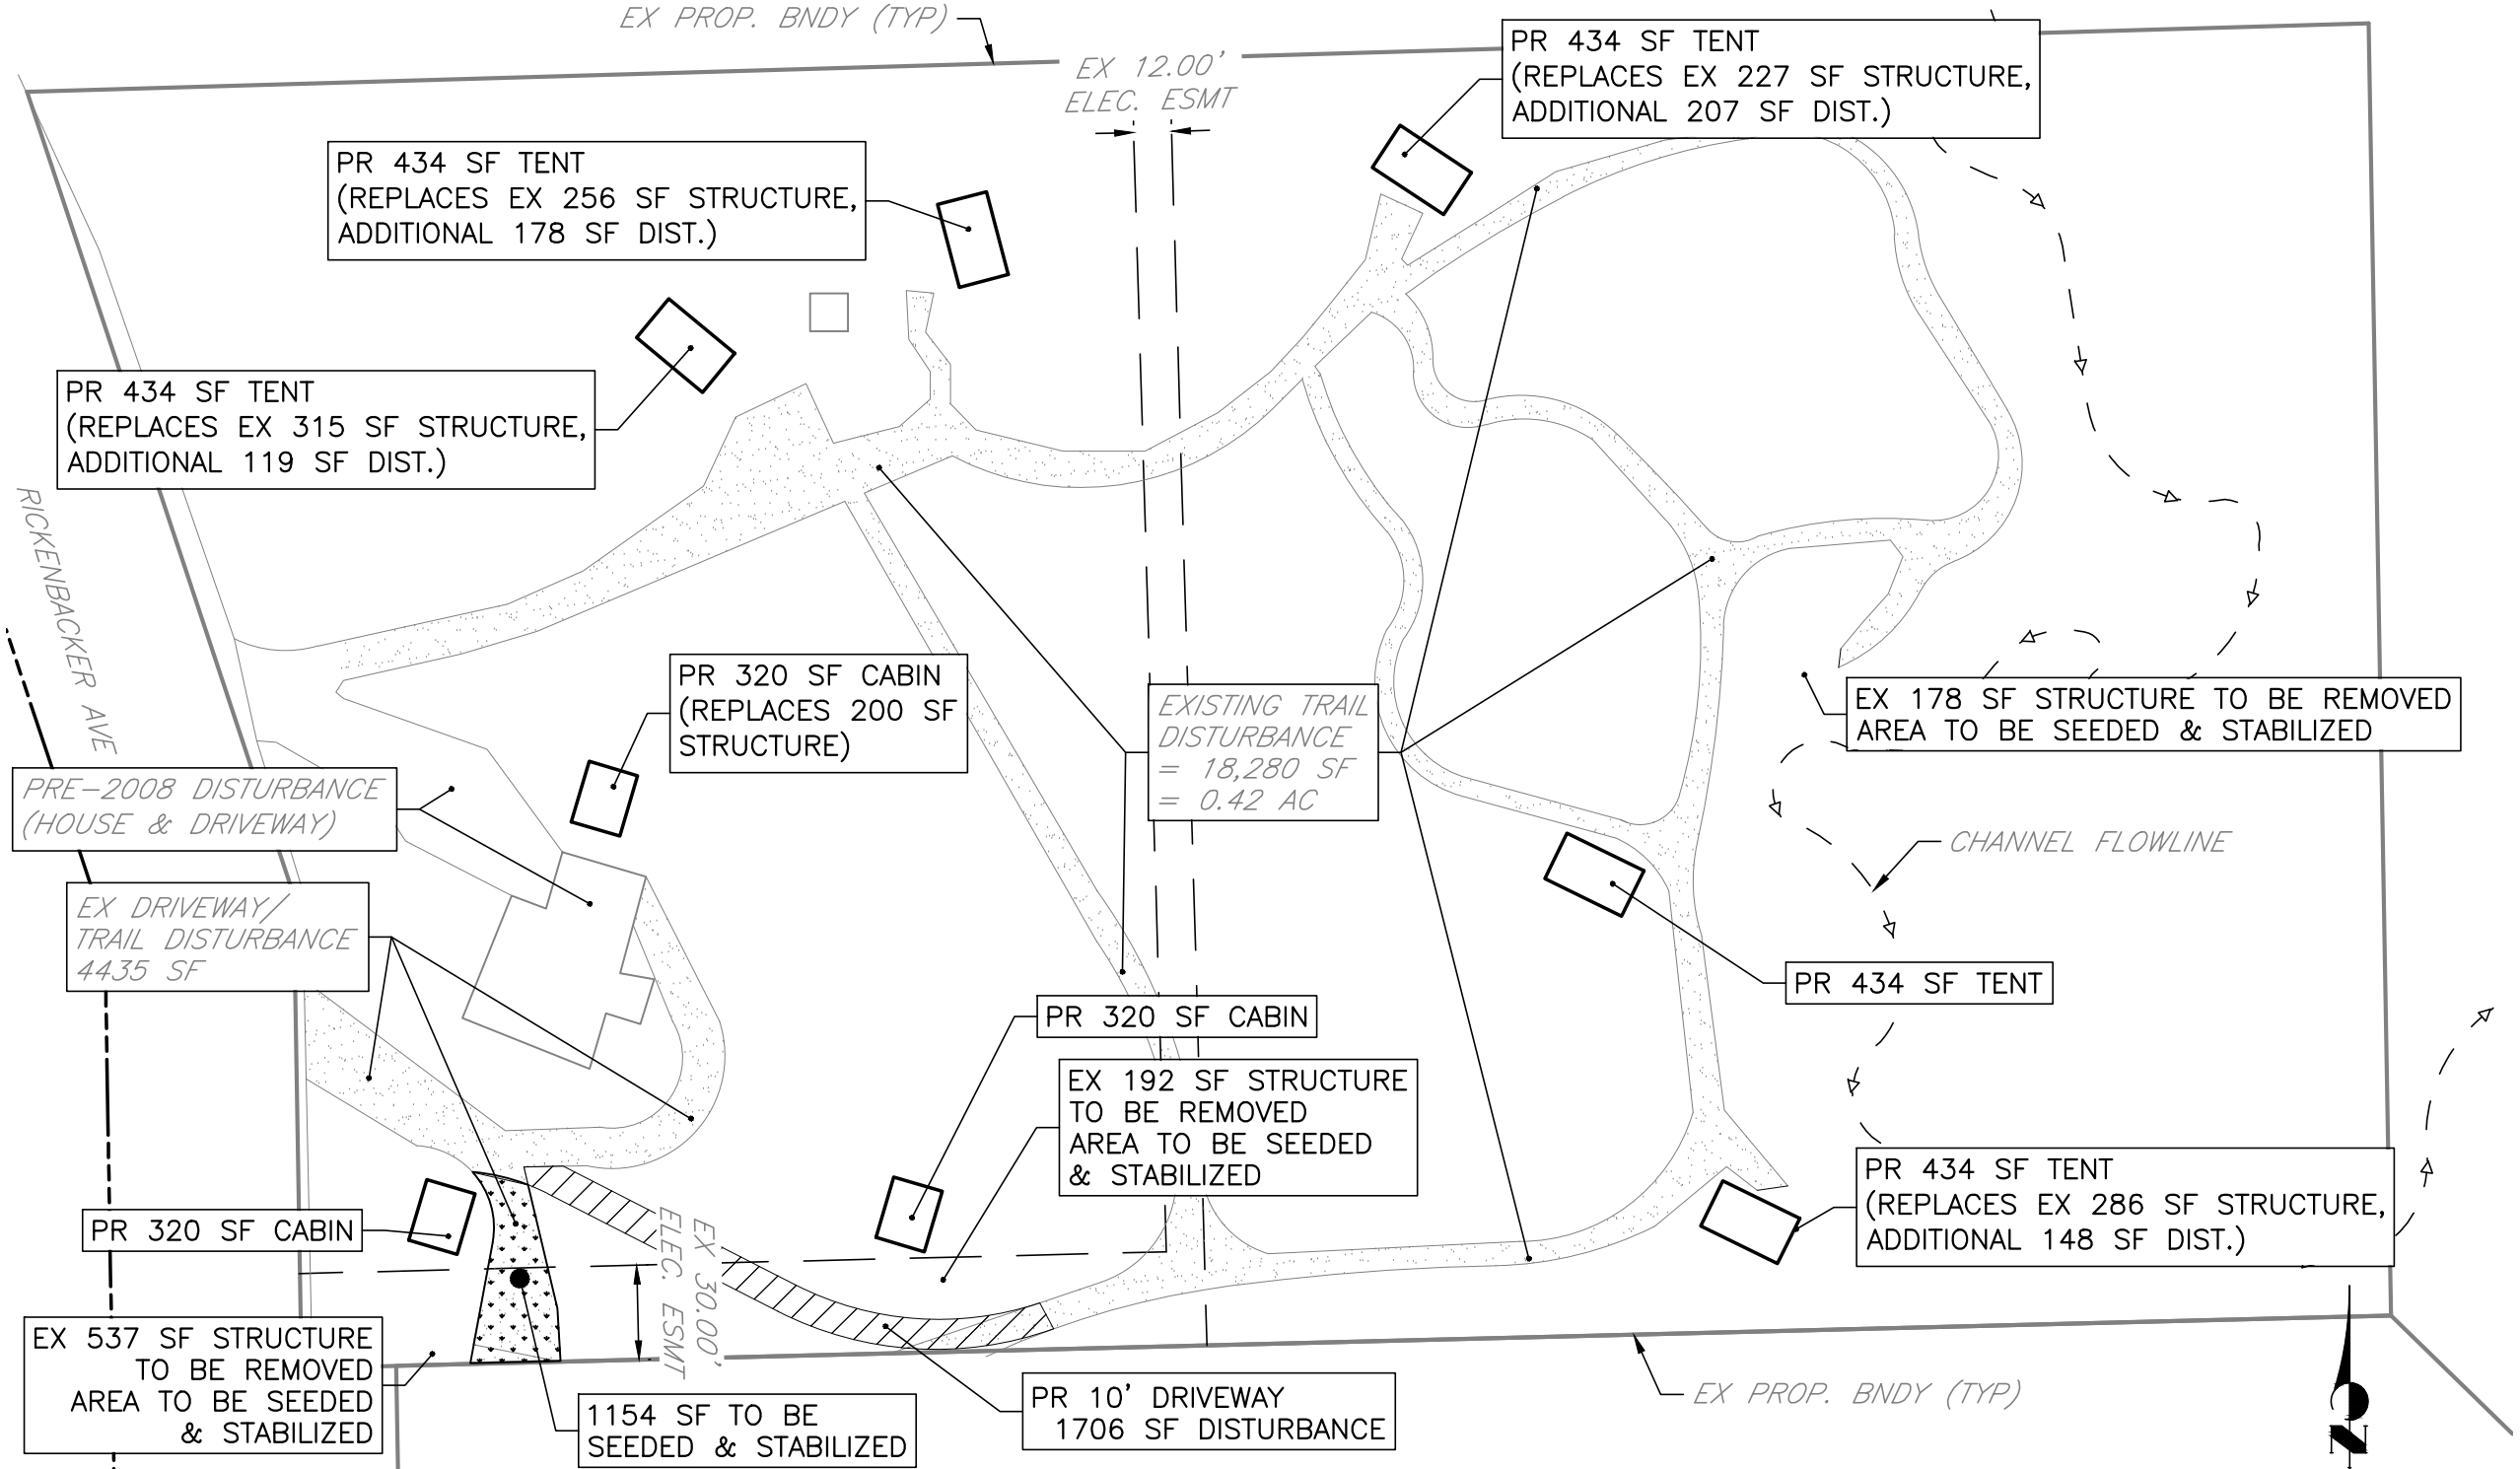 EX PROP. BNDY (TYP)
EX 12.00'
ELEC. ESMT
PR 434 SF TENT
(REPLACES EX 227 SF STRUCTURE,
ADDITIONAL 207 SF DIST.)
PR 434 SF TENT
(REPLACES EX 256 SF STRUCTURE,
ADDITIONAL 178 SF DIST.)
PR 434 SF TENT
(REPLACES EX 315 SF STRUCTURE,
ADDITIONAL 119 SF DIST.)
RICKENBACKER AVE
PR 320 SF CABIN
(REPLACES 200 SF
STRUCTURE)
EXISTING TRAIL
DISTURBANCE
= 18,280 SF
= 0.42 AC
EX 178 SF STRUCTURE TO BE REMOVED
AREA TO BE SEEDED & STABILIZED
PRE-2008 DISTURBANCE
(HOUSE & DRIVEWAY)
CHANNEL FLOWLINE
EX DRIVEWAY/
TRAIL DISTURBANCE
4435 SF
PR 434 SF TENT
PR 320 SF CABIN
EX 192 SF STRUCTURE
TO BE REMOVED
AREA TO BE SEEDED
& STABILIZED
PR 434 SF TENT
(REPLACES EX 286 SF STRUCTURE,
ADDITIONAL 148 SF DIST.)
PR 320 SF CABIN
EX 30.00'
ELEC. ESMT
EX 537 SF STRUCTURE
TO BE REMOVED
AREA TO BE SEEDED
& STABILIZED
1154 SF TO BE
SEEDED & STABILIZED
PR 10' DRIVEWAY
1706 SF DISTURBANCE
EX PROP. BNDY (TYP)
N